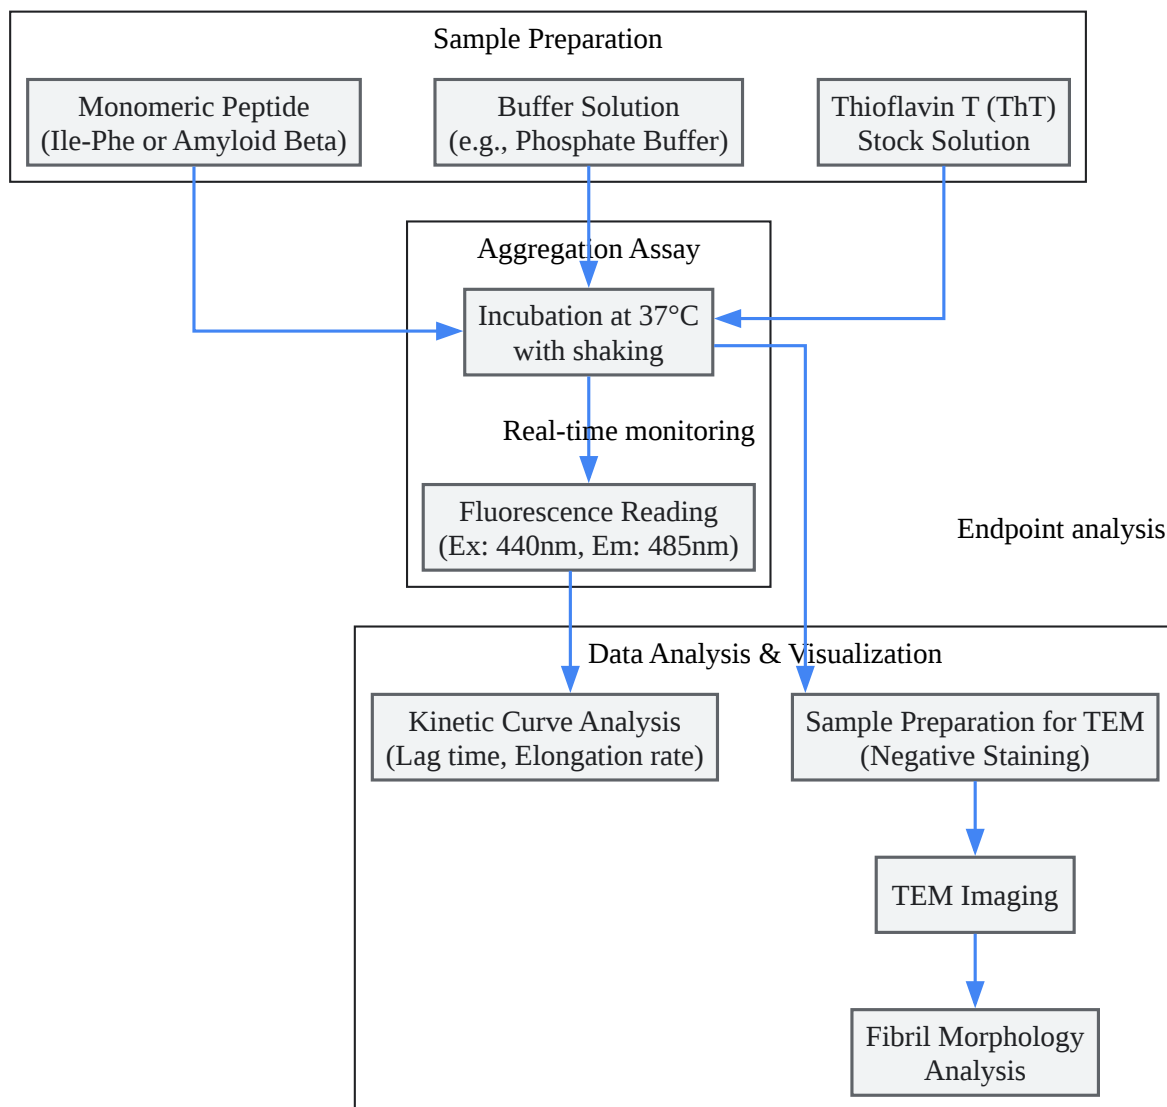 Sample Preparation
Monomeric Peptide
(Ile-Phe or Amyloid Beta)
Buffer Solution
(e.g., Phosphate Buffer)
Thioflavin T (ThT)
Stock Solution
Aggregation Assay
Incubation at 37°C
with shaking
Real-time monitoring
Fluorescence Reading
(Ex: 440nm, Em: 485nm)
Endpoint analysis
Data Analysis & Visualization
Kinetic Curve Analysis
(Lag time, Elongation rate)
Sample Preparation for TEM
(Negative Staining)
TEM Imaging
Fibril Morphology
Analysis